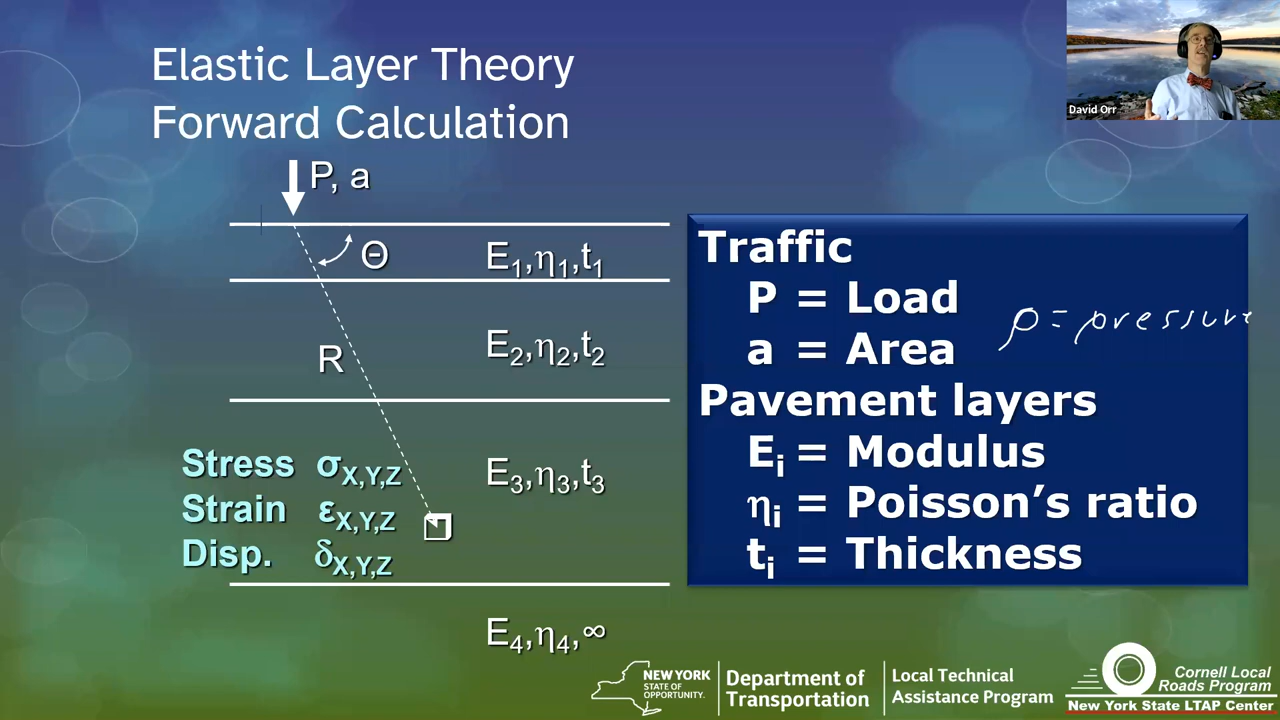 Elastic Layer Theory
Forward Calculation
David Orr
P, a
Θ
E1,η1,t1
R
E2,η2,t2
Stress σX,Y,Z
Strain εX,Y,Z
Disp. δX,Y,Z
E3,η3,t3
E4,η4,∞
Traffic
P = Load
p = pressure
a = Area
Pavement layers
Ei = Modulus
ηi = Poisson's ratio
ti = Thickness
NEW YORK
STATE OF
OPPORTUNITY.
Department of
Transportation
Local Technical
Assistance Program
Cornell Local
Roads Program
New York State LTAP Center